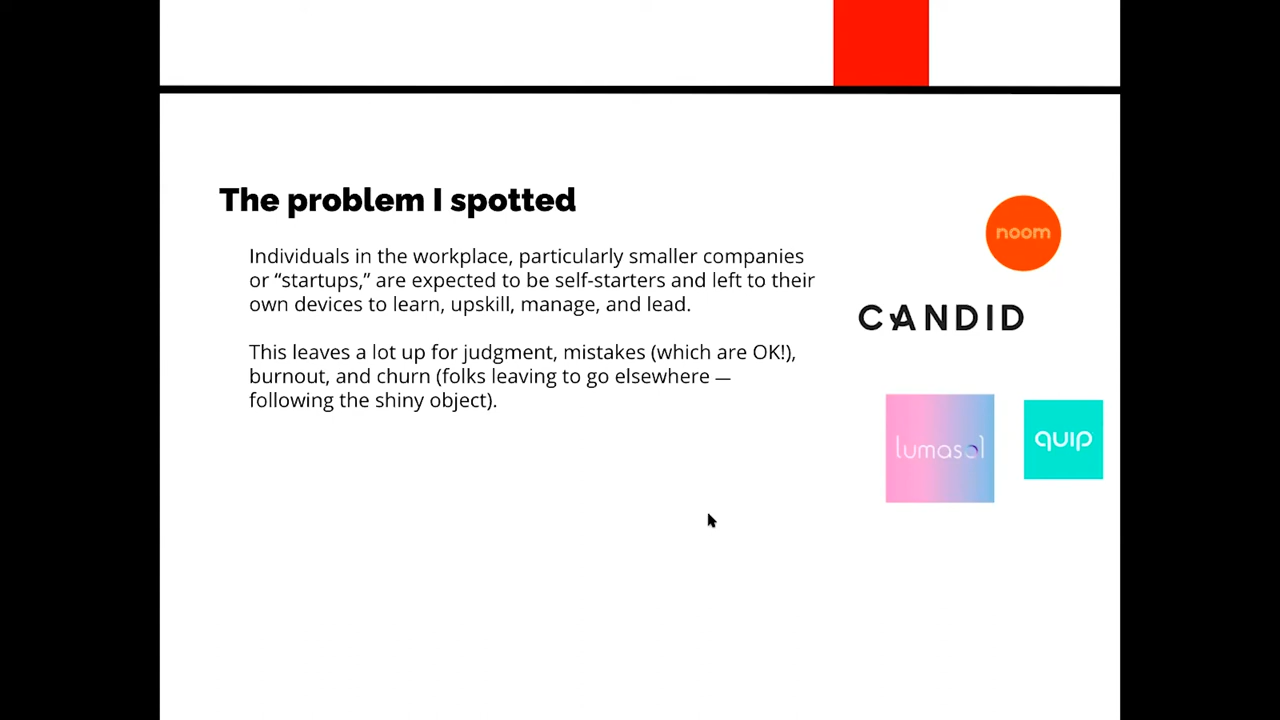 The problem I spotted
Individuals in the workplace, particularly smaller companies
or “startups,” are expected to be self-starters and left to their
own devices to learn, upskill, manage, and lead.
This leaves a lot up for judgment, mistakes (which are OK!),
burnout, and churn (folks leaving to go elsewhere —
following the shiny object).
noom
CANDID
lumasol
quip